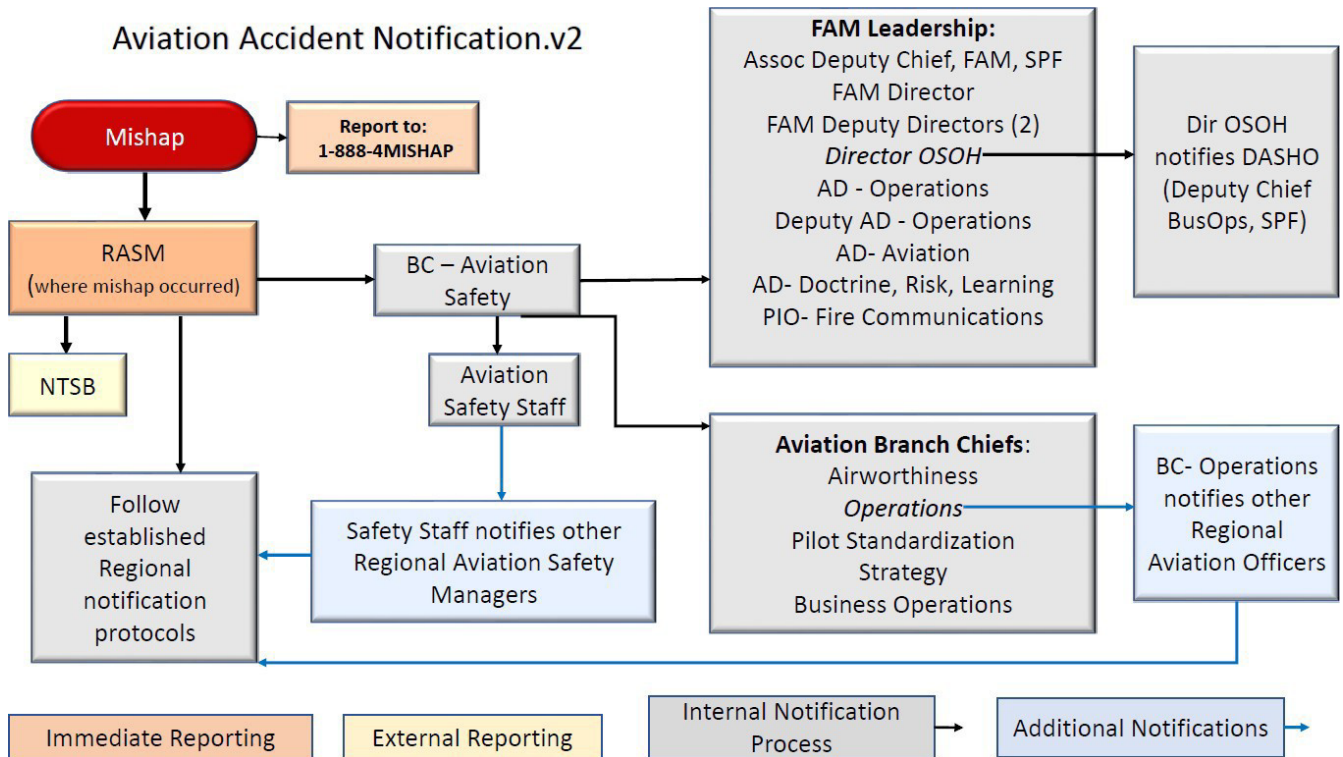 Aviation Accident Notification.v2
Mishap
Report to:
1-888-4MISHAP
RASM
(where mishap occurred)
NTSB
Follow
established
Regional
notification
protocols
BC – Aviation
Safety
Aviation
Safety Staff
Safety Staff notifies other
Regional Aviation Safety
Managers
FAM Leadership:
Assoc Deputy Chief, FAM, SPF
FAM Director
FAM Deputy Directors (2)
Director OSOH
AD - Operations
Deputy AD - Operations
AD- Aviation
AD- Doctrine, Risk, Learning
PIO- Fire Communications
Dir OSOH
notifies DASHO
(Deputy Chief
BusOps, SPF)
Aviation Branch Chiefs:
Airworthiness
Operations
Pilot Standardization
Strategy
Business Operations
BC- Operations
notifies other
Regional
Aviation Officers
Immediate Reporting
External Reporting
Internal Notification
Process
Additional Notifications